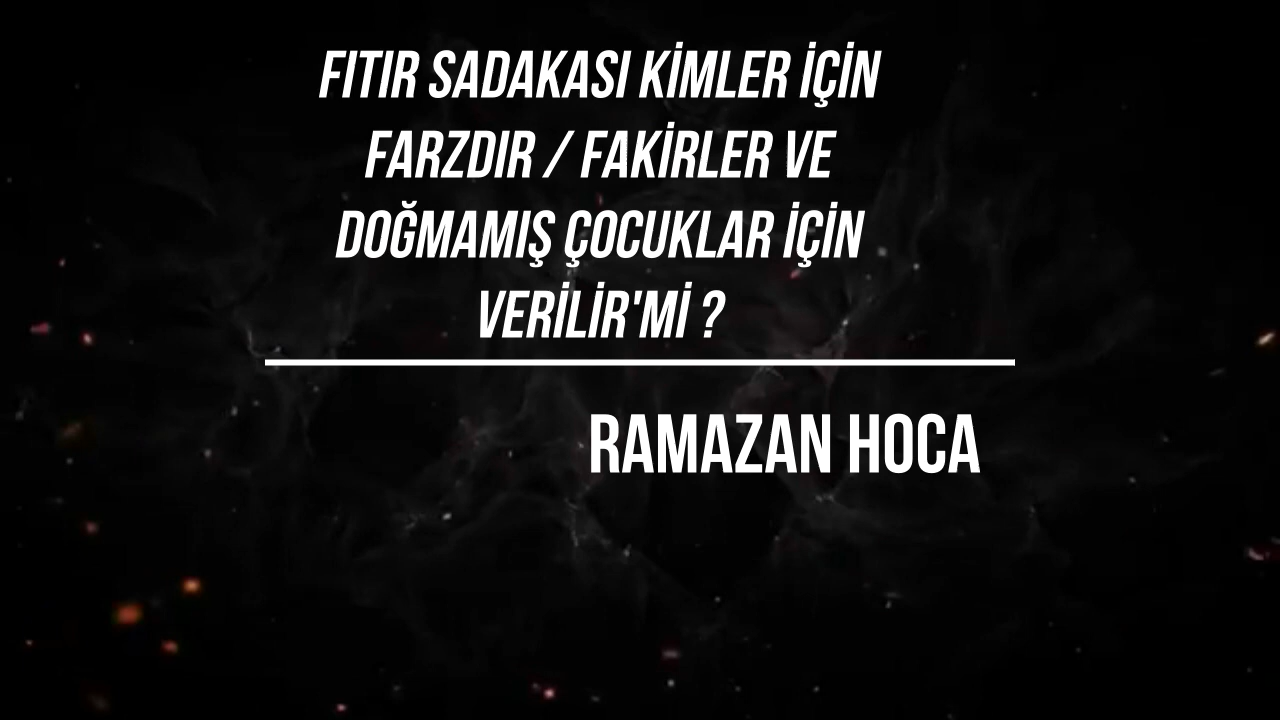 FITIR SADAKASI KİMLER İÇİN
FARZDIR / FAKİRLER VE
DOĞMAMIŞ ÇOCUKLAR İÇİN
VERİLİR'Mİ ?
RAMAZAN HOCA